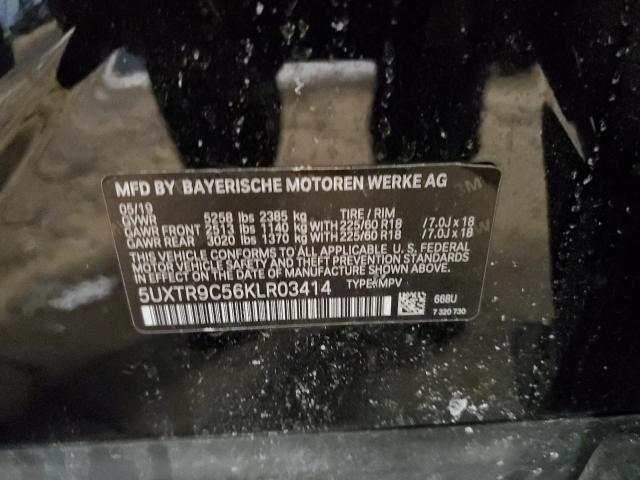 MFD BY BAYERISCHE MOTOREN WERKE AG
05/19
GVWR 5258 lbs 2385 kg TIRE / RIM
GAWR FRONT 2513 lbs 1140 kg WITH 225/60 R18 /7.0J x 18
GAWR REAR 3020 lbs 1370 kg WITH 225/60 R18 /7.0J x 18
THIS VEHICLE CONFORMS TO ALL APPLICABLE U. S. FEDERAL
MOTOR VEHICLE SAFETY STANDARDS IN
EFFECT ON THE DATE OF MANUFACTURE SHOWN ABOVE.
5UXTR9C56KLR03414 TYPE: MPV
668U
7 320 730